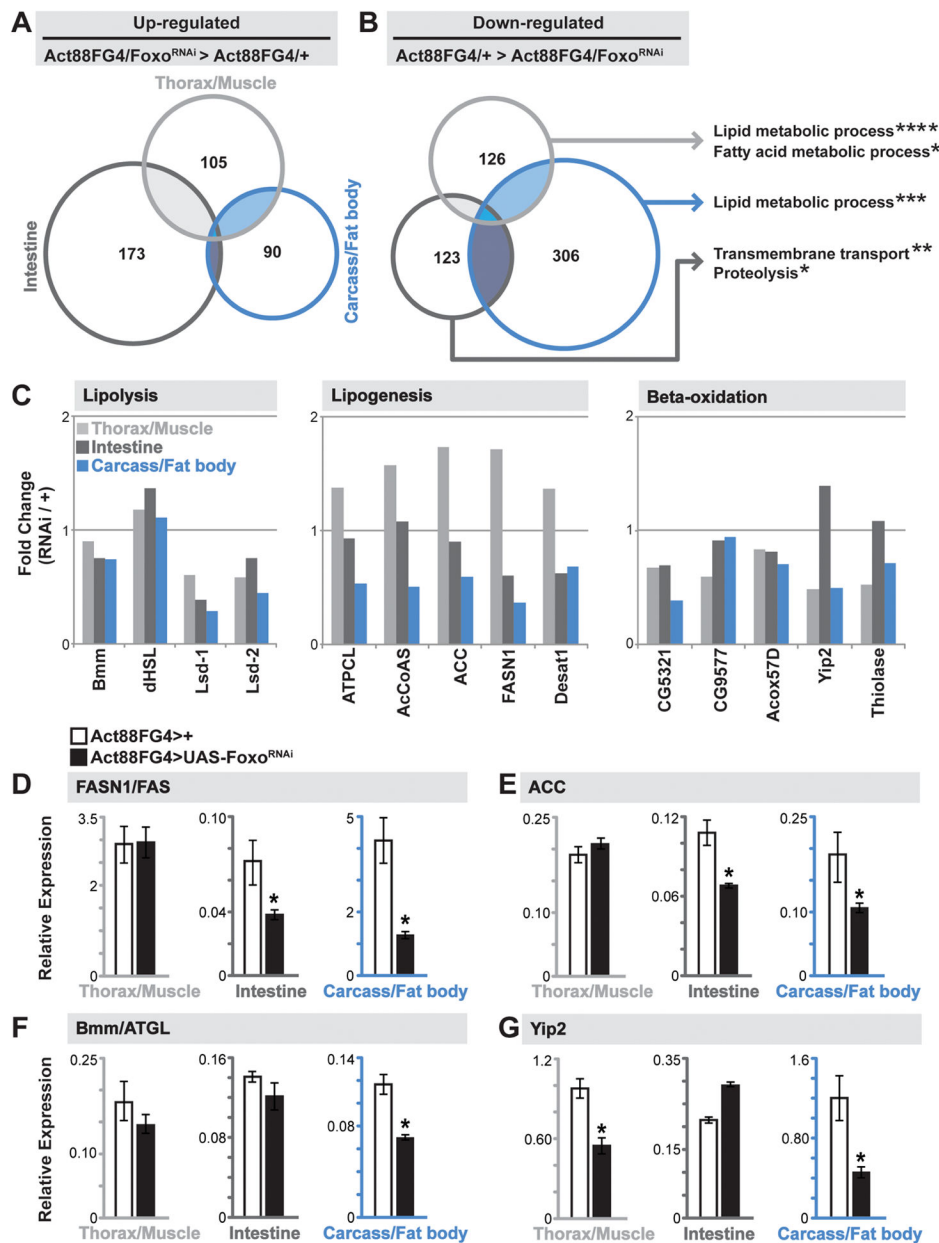 A
Up-regulated
Act88FG4/Foxo^RNAi > Act88FG4/+
Thorax/Muscle
105
Intestine
173
90
Carcass/Fat body
B
Down-regulated
Act88FG4/+ > Act88FG4/Foxo^RNAi
126
123
306
Lipid metabolic process****
Fatty acid metabolic process*
Lipid metabolic process***
Transmembrane transport**
Proteolysis*
C
Lipolysis
Lipogenesis
Beta-oxidation
Fold Change
(RNAi / +)
2
1
0
Thorax/Muscle
Intestine
Carcass/Fat body
Bmm
dHSL
Lsd-1
Lsd-2
2
1
0
ATPCL
AcCoAS
ACC
FASN1
Desat1
2
1
0
CG5321
CG9577
Acox57D
Yip2
Thiolase
Act88FG4>+
Act88FG4>UAS-Foxo^RNAi
D
FASN1/FAS
Relative Expression
3.5
2
0
Thorax/Muscle
0.10
0.04
0
*
Intestine
5
2
0
*
Carcass/Fat body
E
ACC
0.25
0.10
0
Thorax/Muscle
0.12
0.06
0
*
Intestine
0.25
0.10
0
*
Carcass/Fat body
F
Bmm/ATGL
Relative Expression
0.25
0.10
0
Thorax/Muscle
0.16
0.08
0
Intestine
0.14
0.08
0
*
Carcass/Fat body
G
Yip2
1.2
0.60
0
*
Thorax/Muscle
0.35
0.15
0
Intestine
1.6
0.80
0
*
Carcass/Fat body